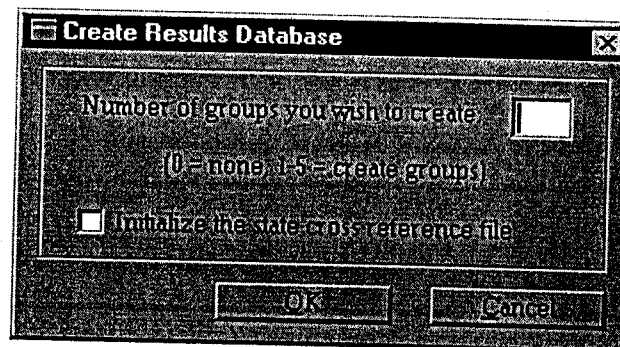 Create Results Database
Number of groups you wish to create
(0 = none, 1-5 = create groups)
Initialize the state cross reference file
OK
Cancel